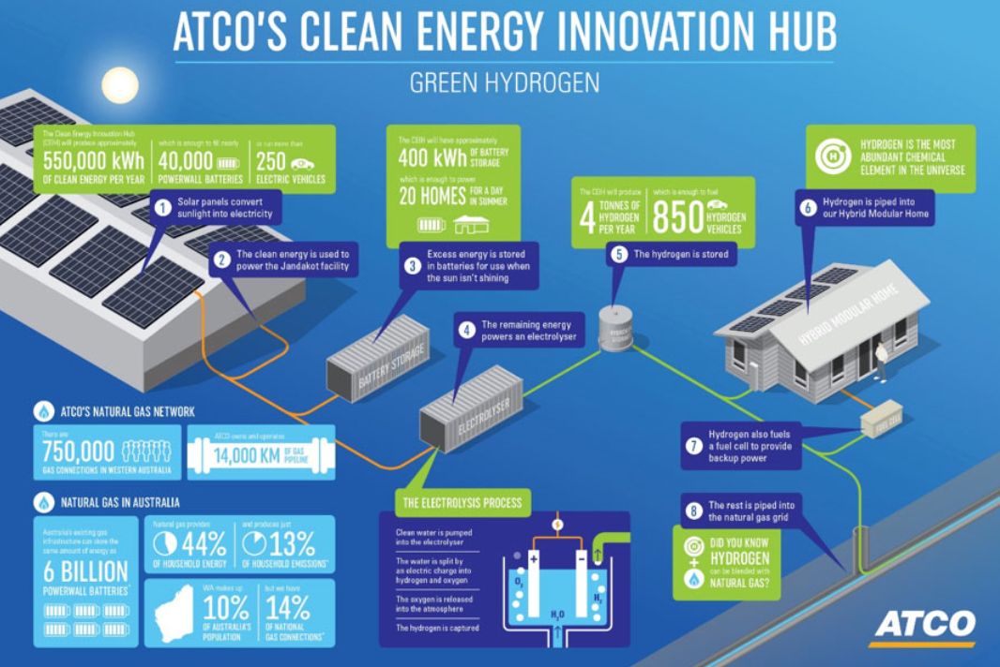 ATCO'S CLEAN ENERGY INNOVATION HUB
GREEN HYDROGEN
The Clean Energy Innovation Hub
(CEIH) will produce approximately
550,000 kWh
OF CLEAN ENERGY PER YEAR
which is enough to fill nearly
40,000
POWERWALL BATTERIES
or run more than
250
ELECTRIC VEHICLES
The CEIH will have approximately
400 kWh OF BATTERY
STORAGE
which is enough to power
20 HOMES FOR A DAY
IN SUMMER
The CEIH will produce
4 TONNES OF
HYDROGEN
PER YEAR
which is enough to fuel
850 HYDROGEN
VEHICLES
H
HYDROGEN IS THE MOST
ABUNDANT CHEMICAL
ELEMENT IN THE UNIVERSE
1 Solar panels convert
sunlight into electricity
2 The clean energy is used to
power the Jandakot facility
3 Excess energy is stored
in batteries for use when
the sun isn't shining
4 The remaining energy
powers an electrolyser
5 The hydrogen is stored
6 Hydrogen is piped into
our Hybrid Modular Home
BATTERY STORAGE
ELECTROLYSER
HYBRID MODULAR HOME
FUEL CELL
7 Hydrogen also fuels
a fuel cell to provide
backup power
8 The rest is piped into
the natural gas grid
H
+
DID YOU KNOW
HYDROGEN
can be blended with
NATURAL GAS?
ATCO'S NATURAL GAS NETWORK
There are
750,000
GAS CONNECTIONS IN WESTERN AUSTRALIA
ATCO owns and operates
14,000 KM OF GAS
PIPELINE
NATURAL GAS IN AUSTRALIA
Australia's existing gas
infrastructure can store the
same amount of energy as
6 BILLION
POWERWALL BATTERIES*
Natural gas provides
44%
OF HOUSEHOLD ENERGY
and produces just
13%
OF HOUSEHOLD EMISSIONS*
WA makes up
10%
OF AUSTRALIA'S
POPULATION
but we have
14%
OF NATIONAL
GAS CONNECTIONS*
THE ELECTROLYSIS PROCESS
Clean water is pumped
into the electrolyser
The water is split by
an electric charge into
hydrogen and oxygen
The oxygen is released
into the atmosphere
The hydrogen is captured
+ −
O₂
H₂
H₂O
ATCO